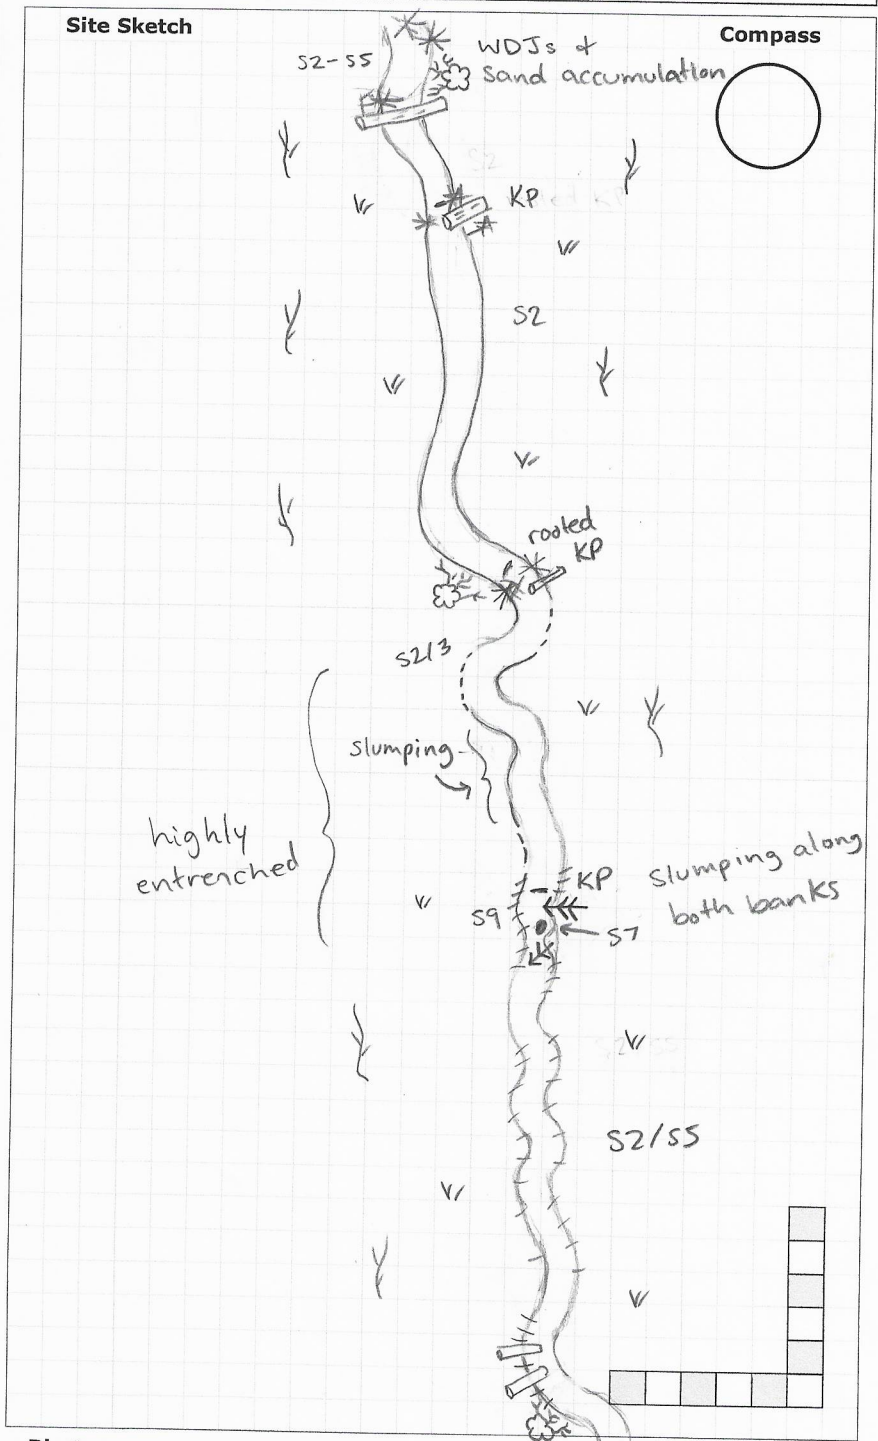 Site Sketch
Compass
S2-S5
WDJs &
Sand accumulation
KP
S2
rooted
KP
S2/3
slumping
highly
entrenched
KP
Slumping along
both banks
S9
S7
S2/S5